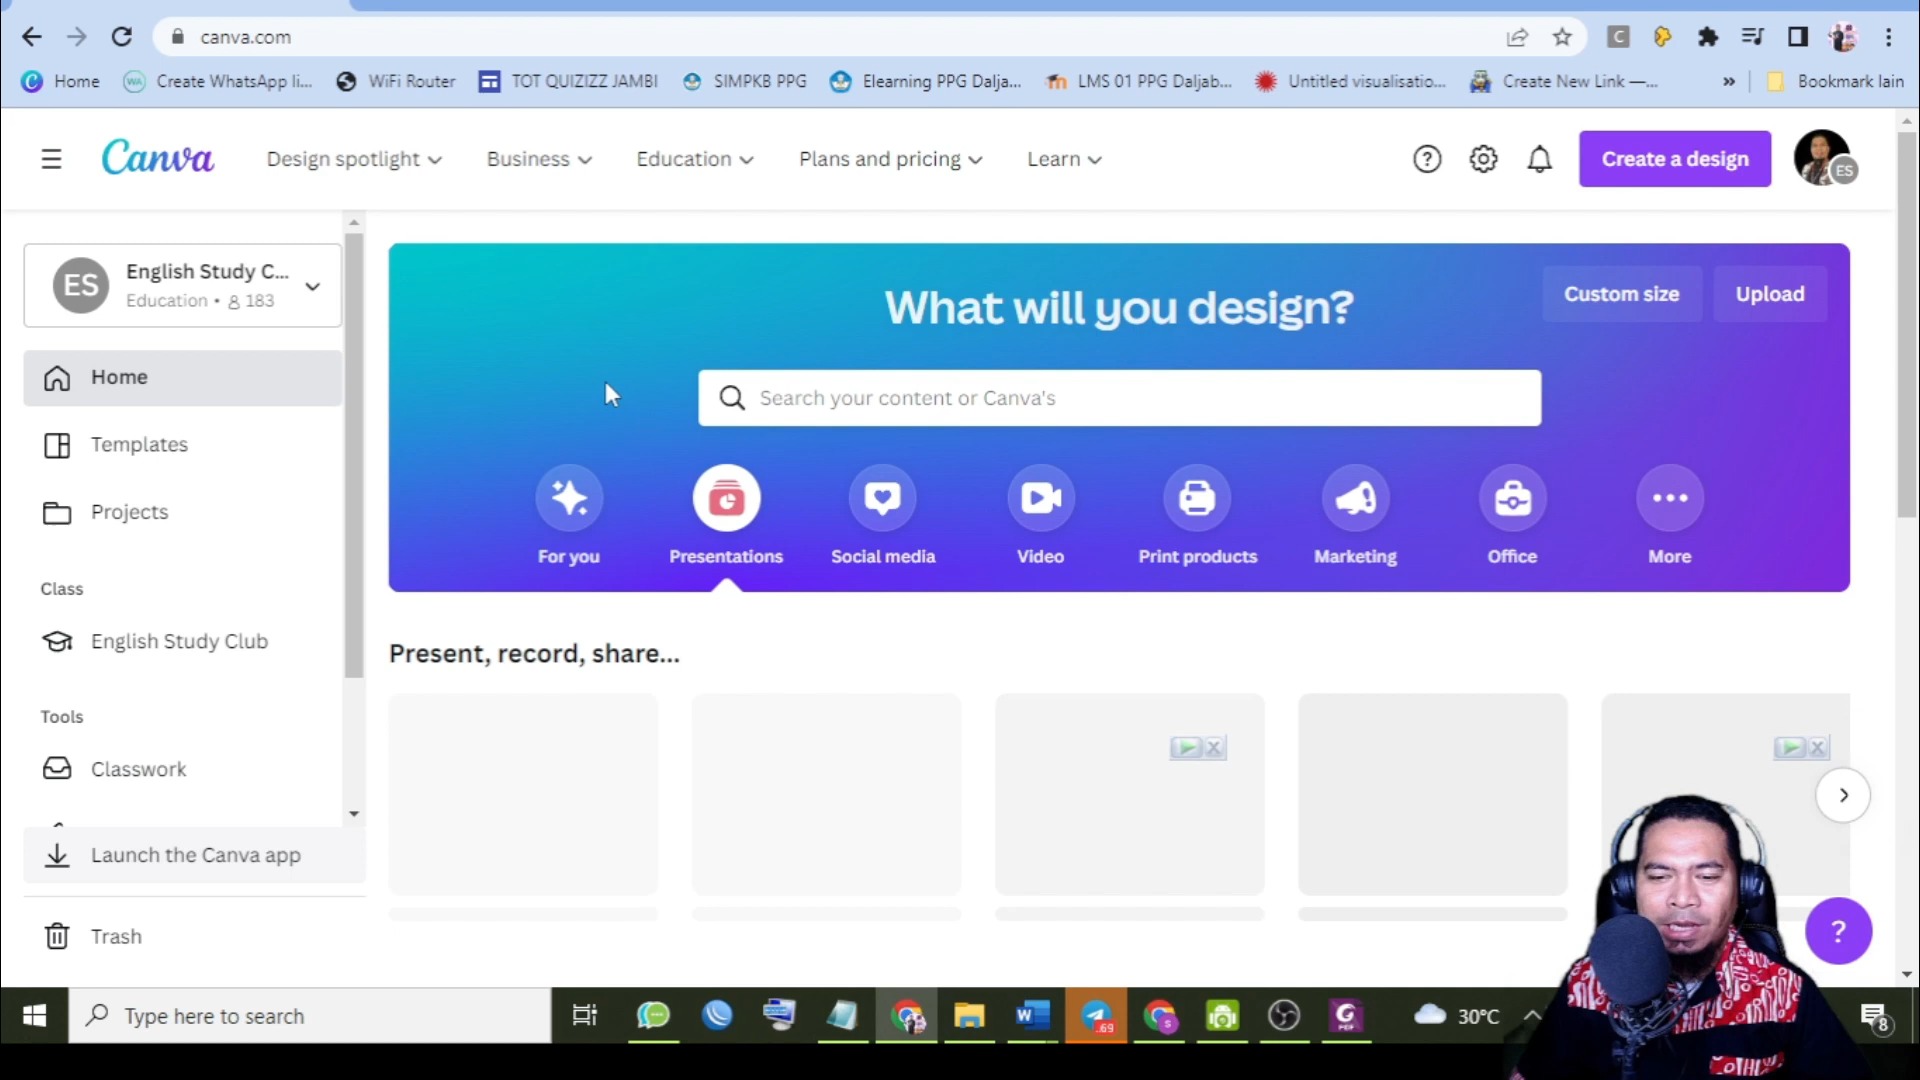 canva.com
Home
Create WhatsApp li...
WiFi Router
TOT QUIZIZZ JAMBI
SIMPKB PPG
Elearning PPG Dalja...
LMS 01 PPG Daljab...
Untitled visualisatio...
Create New Link —...
»
Bookmark lain
Canva
Design spotlight
Business
Education
Plans and pricing
Learn
Create a design
ES
ES
English Study C...
Education • 183
Home
Templates
Projects
Class
English Study Club
Tools
Classwork
Launch the Canva app
Trash
What will you design?
Custom size
Upload
Search your content or Canva's
For you
Presentations
Social media
Video
Print products
Marketing
Office
More
Present, record, share...
?
Type here to search
69
30°C
8